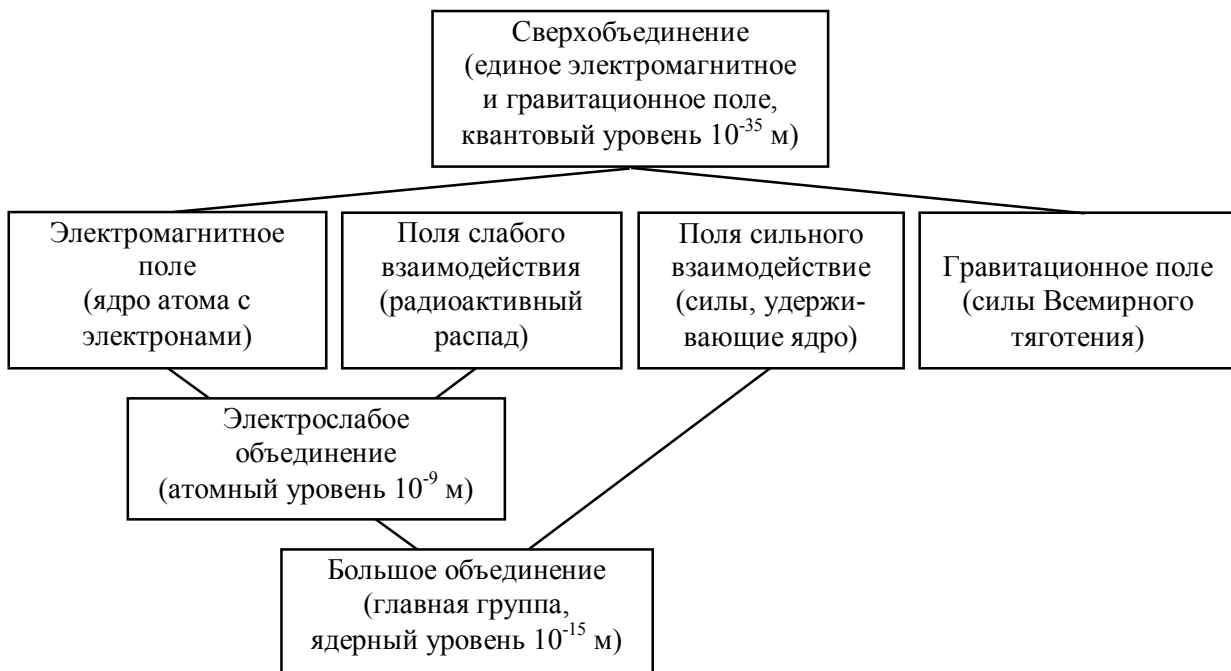 Сверхобъединение
(единое электромагнитное
и гравитационное поле,
квантовый уровень 10⁻³⁵ м)
Электромагнитное
поле
(ядро атома с
электронами)
Поля слабого
взаимодействия
(радиоактивный
распад)
Поля сильного
взаимодействие
(силы, удержи-
вающие ядро)
Гравитационное поле
(силы Всемирного
тяготения)
Электрослабое
объединение
(атомный уровень 10⁻⁹ м)
Большое объединение
(главная группа,
ядерный уровень 10⁻¹⁵ м)